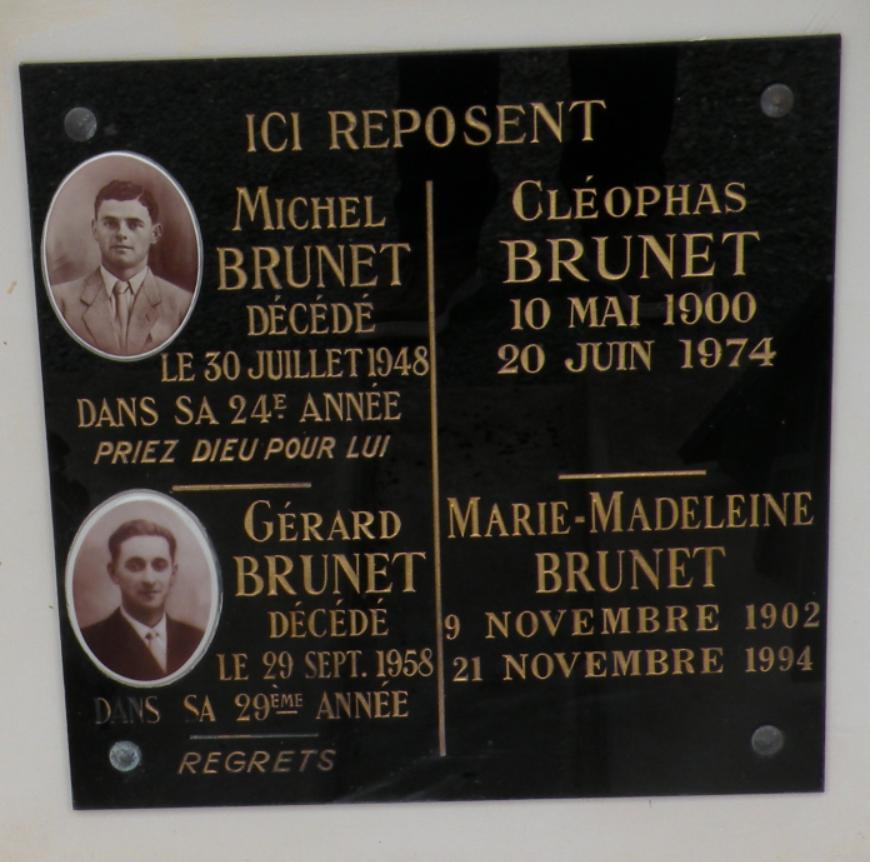 ICI REPOSENT
MICHEL
BRUNET
DÉCÉDÉ
LE 30 JUILLET 1948
DANS SA 24E ANNÉE
PRIEZ DIEU POUR LUI
GÉRARD
BRUNET
DÉCÉDÉ
LE 29 SEPT. 1958
DANS SA 29ÈME ANNÉE
REGRETS
CLÉOPHAS
BRUNET
10 MAI 1900
20 JUIN 1974
MARIE-MADELEINE
BRUNET
9 NOVEMBRE 1902
21 NOVEMBRE 1994